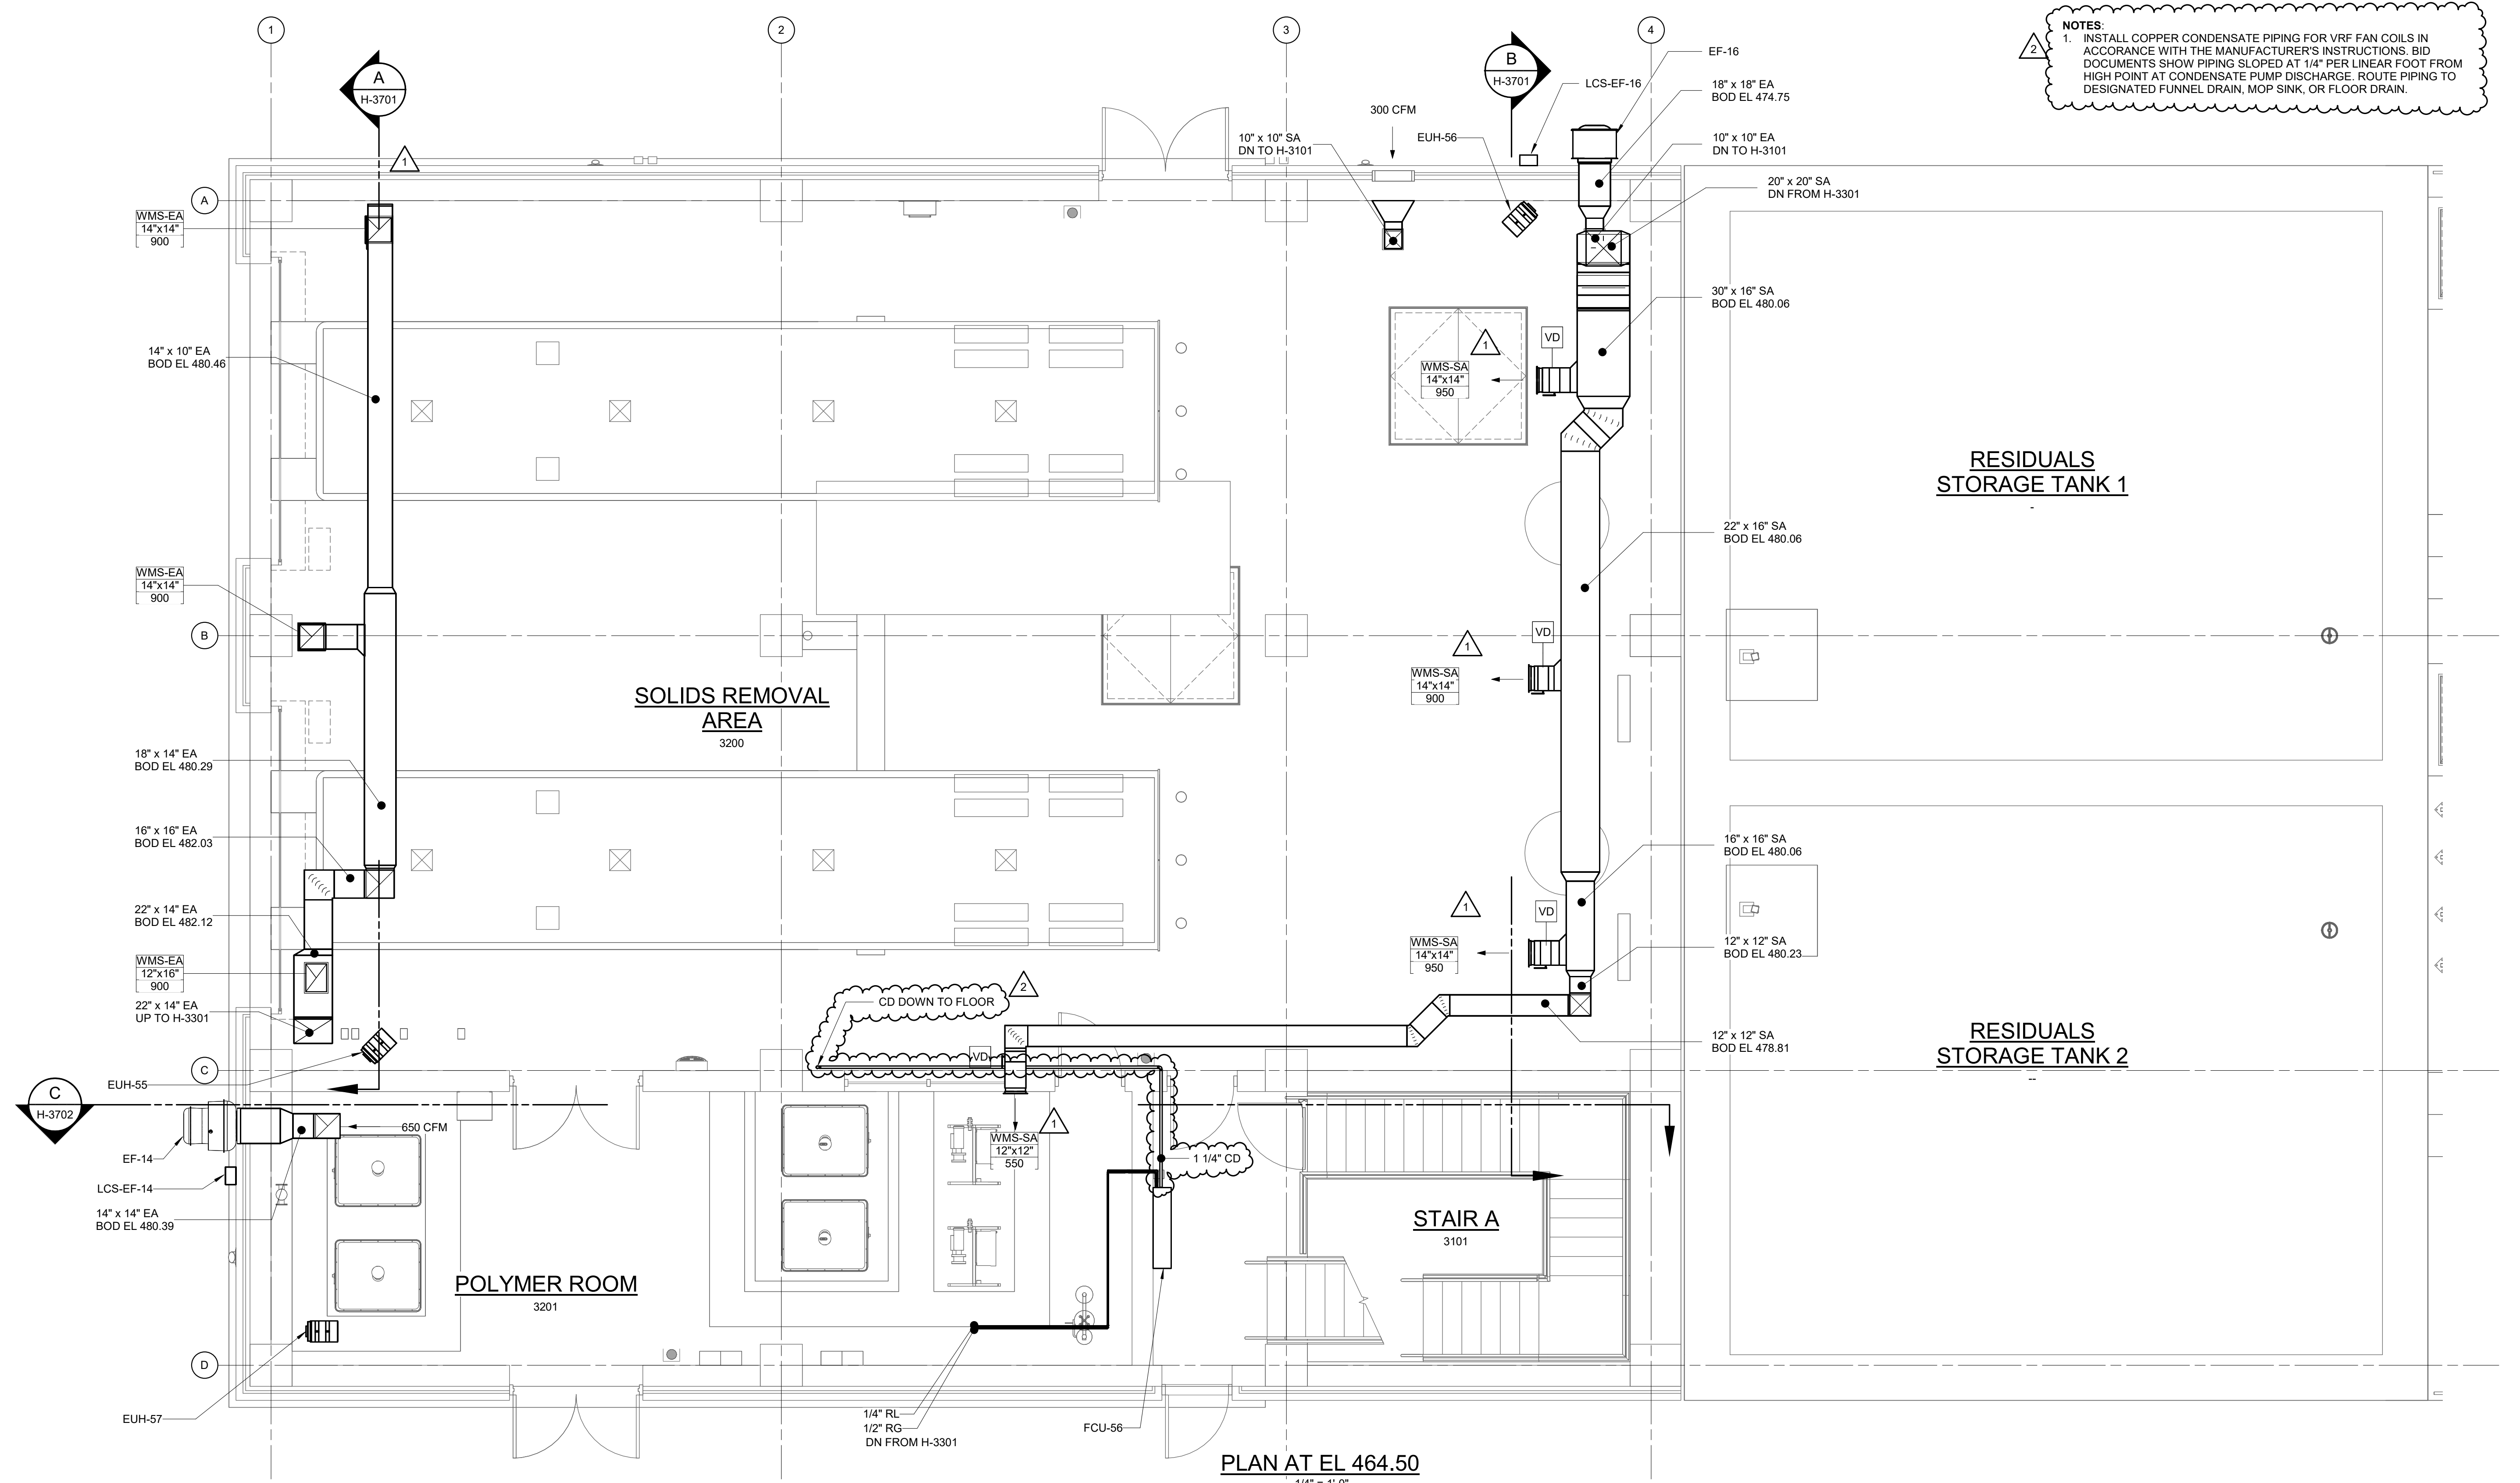 1
2
3
4
A
H-3701
B
H-3701
EF-16
LCS-EF-16
18" x 18" EA
BOD EL 474.75
NOTES:
1. INSTALL COPPER CONDENSATE PIPING FOR VRF FAN COILS IN
ACCORANCE WITH THE MANUFACTURER'S INSTRUCTIONS. BID
DOCUMENTS SHOW PIPING SLOPED AT 1/4" PER LINEAR FOOT FROM
HIGH POINT AT CONDENSATE PUMP DISCHARGE. ROUTE PIPING TO
DESIGNATED FUNNEL DRAIN, MOP SINK, OR FLOOR DRAIN.
2
300 CFM
10" x 10" SA
DN TO H-3101
EUH-56
10" x 10" EA
DN TO H-3101
1
20" x 20" SA
DN FROM H-3301
A
WMS-EA
14"x14"
900
30" x 16" SA
BOD EL 480.06
14" x 10" EA
BOD EL 480.46
VD
1
WMS-SA
14"x14"
950
RESIDUALS
STORAGE TANK 1
-
22" x 16" SA
BOD EL 480.06
WMS-EA
14"x14"
900
B
VD
1
WMS-SA
14"x14"
900
SOLIDS REMOVAL
AREA
3200
18" x 14" EA
BOD EL 480.29
16" x 16" EA
BOD EL 482.03
16" x 16" SA
BOD EL 480.06
22" x 14" EA
BOD EL 482.12
1
VD
WMS-SA
14"x14"
950
12" x 12" SA
BOD EL 480.23
WMS-EA
12"x16"
900
22" x 14" EA
UP TO H-3301
CD DOWN TO FLOOR
2
12" x 12" SA
BOD EL 478.81
RESIDUALS
STORAGE TANK 2
--
VD
C
EUH-55
C
H-3702
650 CFM
1
WMS-SA
12"x12"
550
1 1/4" CD
EF-14
LCS-EF-14
14" x 14" EA
BOD EL 480.39
STAIR A
3101
POLYMER ROOM
3201
D
EUH-57
1/4" RL
1/2" RG
DN FROM H-3301
FCU-56
PLAN AT EL 464.50